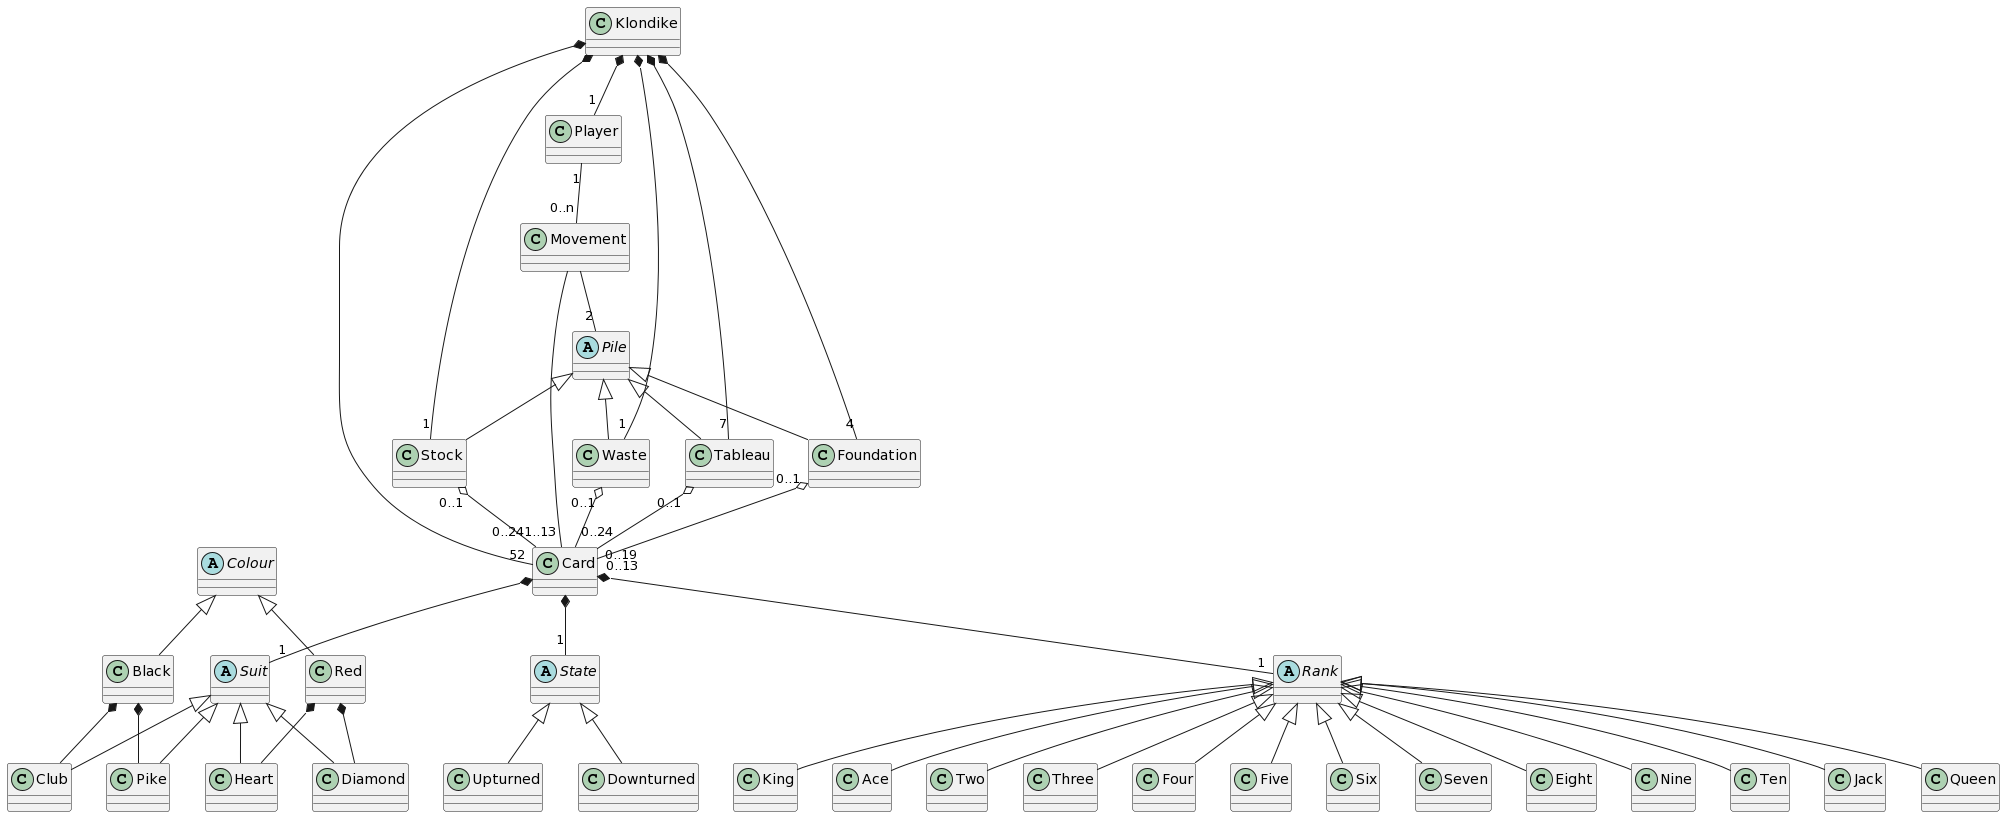 C Klondike
1
C Player
1
0..n
C Movement
2
A Pile
1
1
7
4
C Stock
C Waste
C Tableau
C Foundation
0..1
0..1
0..1
0..1
0..24
1..13
0..24
52
0..19
0..13
A Colour
C Card
1
1
1
C Black
A Suit
C Red
A State
A Rank
C Club
C Pike
C Heart
C Diamond
C Upturned
C Downturned
C King
C Ace
C Two
C Three
C Four
C Five
C Six
C Seven
C Eight
C Nine
C Ten
C Jack
C Queen